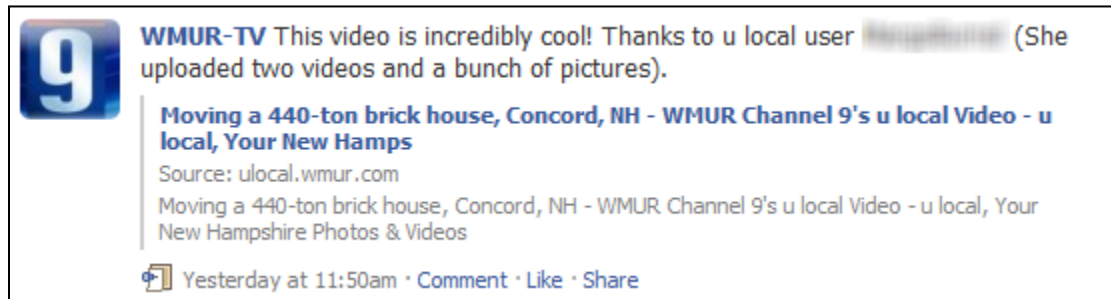 9
WMUR-TV This video is incredibly cool! Thanks to u local user (She
uploaded two videos and a bunch of pictures).
Moving a 440-ton brick house, Concord, NH - WMUR Channel 9's u local Video - u
local, Your New Hamps
Source: ulocal.wmur.com
Moving a 440-ton brick house, Concord, NH - WMUR Channel 9's u local Video - u local, Your
New Hampshire Photos & Videos
Yesterday at 11:50am · Comment · Like · Share